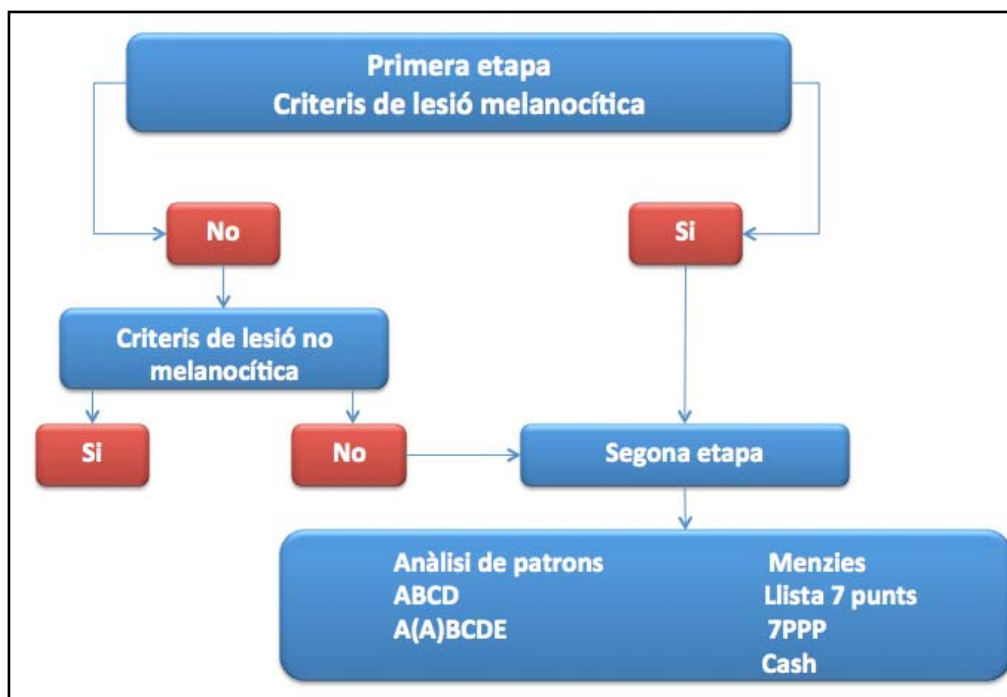 Primera etapa
Criteris de lesió melanocítica
No
Si
Criteris de lesió no
melanocítica
Si
No
Segona etapa
Anàlisi de patrons
ABCD
A(A)BCDE
Menzies
Llista 7 punts
7PPP
Cash